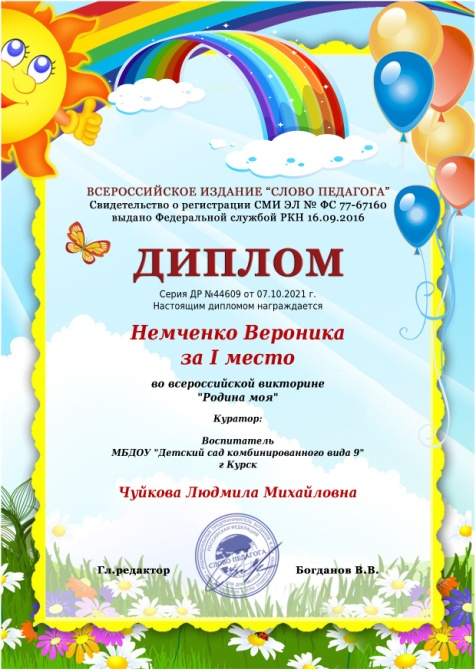 ВСЕРОССИЙСКОЕ ИЗДАНИЕ “СЛОВО ПЕДАГОГА”
Свидетельство о регистрации СМИ ЭЛ № ФС 77-67160
выдано Федеральной службой РКН 16.09.2016
ДИПЛОМ
Серия ДР №44609 от 07.10.2021 г.
Настоящим дипломом награждается
Немченко Вероника
за I место
во всероссийской викторине
"Родина моя"
Куратор:
Воспитатель
МБДОУ "Детский сад комбинированного вида 9"
г Курск
Чуйкова Людмила Михайловна
РОССИЙСКАЯ ФЕДЕРАЦИЯ
СЛОВО ПЕДАГОГА
Гл.редактор
Богданов В.В.